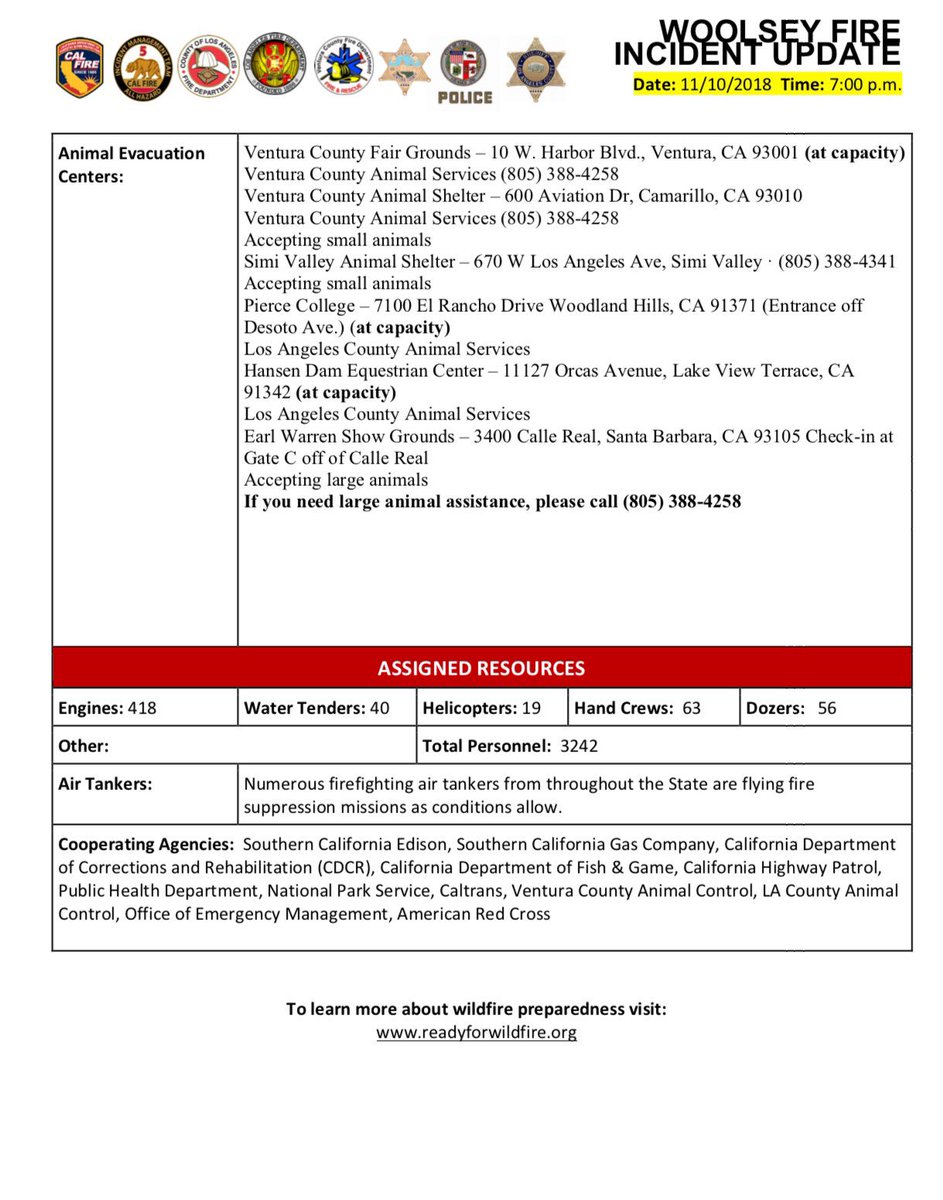 CAL FIRE
SINCE 1885
INCIDENT MANAGEMENT TEAM
5
CAL FIRE
ALL HAZARD
COUNTY OF LOS ANGELES
FIRE DEPARTMENT
LOS ANGELES FIRE DEPARTMENT
Ventura County Fire Department
FIRE & RESCUE
POLICE
WOOLSEY FIRE
INCIDENT UPDATE
Date: 11/10/2018 Time: 7:00 p.m.
Animal Evacuation
Centers:
Ventura County Fair Grounds – 10 W. Harbor Blvd., Ventura, CA 93001 (at capacity)
Ventura County Animal Services (805) 388-4258
Ventura County Animal Shelter – 600 Aviation Dr, Camarillo, CA 93010
Ventura County Animal Services (805) 388-4258
Accepting small animals
Simi Valley Animal Shelter – 670 W Los Angeles Ave, Simi Valley · (805) 388-4341
Accepting small animals
Pierce College – 7100 El Rancho Drive Woodland Hills, CA 91371 (Entrance off
Desoto Ave.) (at capacity)
Los Angeles County Animal Services
Hansen Dam Equestrian Center – 11127 Orcas Avenue, Lake View Terrace, CA
91342 (at capacity)
Los Angeles County Animal Services
Earl Warren Show Grounds – 3400 Calle Real, Santa Barbara, CA 93105 Check-in at
Gate C off of Calle Real
Accepting large animals
If you need large animal assistance, please call (805) 388-4258
ASSIGNED RESOURCES
Engines: 418
Water Tenders: 40
Helicopters: 19
Hand Crews: 63
Dozers: 56
Other:
Total Personnel: 3242
Air Tankers:
Numerous firefighting air tankers from throughout the State are flying fire
suppression missions as conditions allow.
Cooperating Agencies: Southern California Edison, Southern California Gas Company, California Department
of Corrections and Rehabilitation (CDCR), California Department of Fish & Game, California Highway Patrol,
Public Health Department, National Park Service, Caltrans, Ventura County Animal Control, LA County Animal
Control, Office of Emergency Management, American Red Cross
To learn more about wildfire preparedness visit:
www.readyforwildfire.org